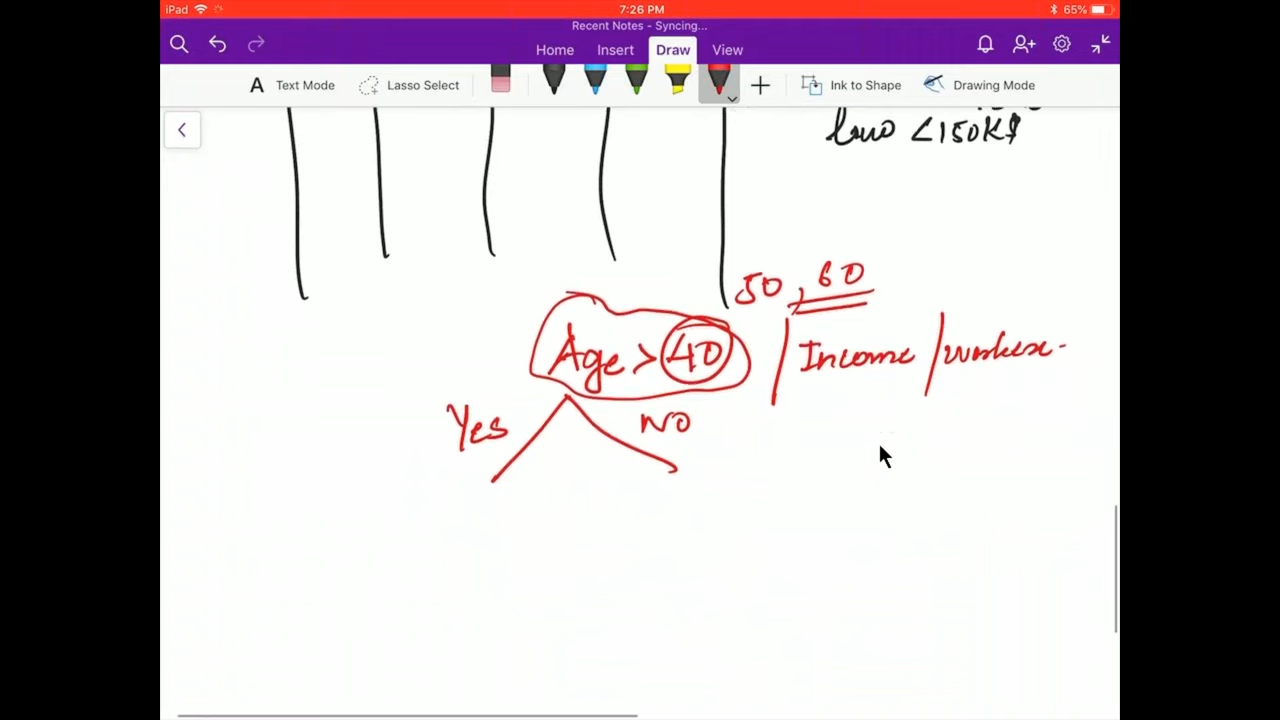 iPad 7:26 PM 65%
Recent Notes - Syncing...
Home Insert Draw View
A Text Mode Lasso Select Ink to Shape Drawing Mode
low <150K$
50, 60
Age > 40 / Income /
Yes NO